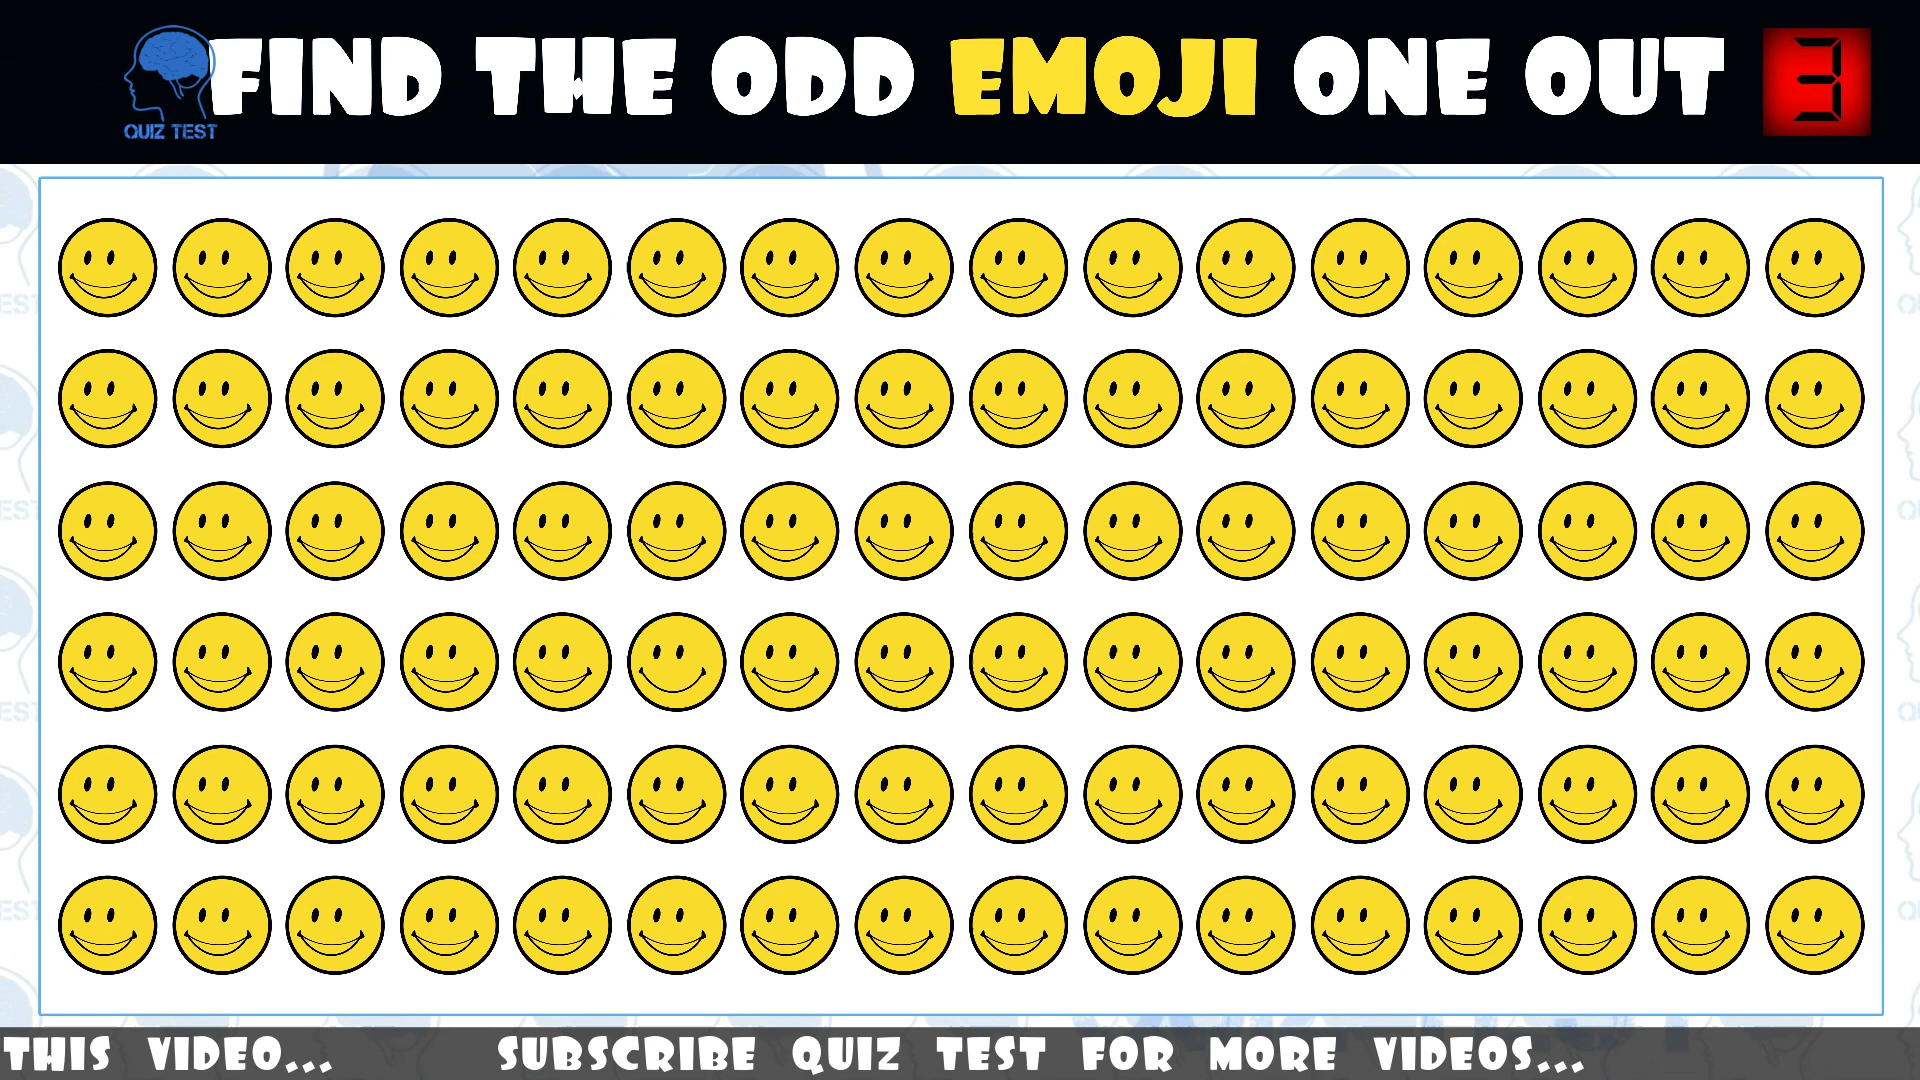 FIND THE ODD EMOJI ONE OUT
3
QUIZ TEST
THIS VIDEO... SUBSCRIBE QUIZ TEST FOR MORE VIDEOS...